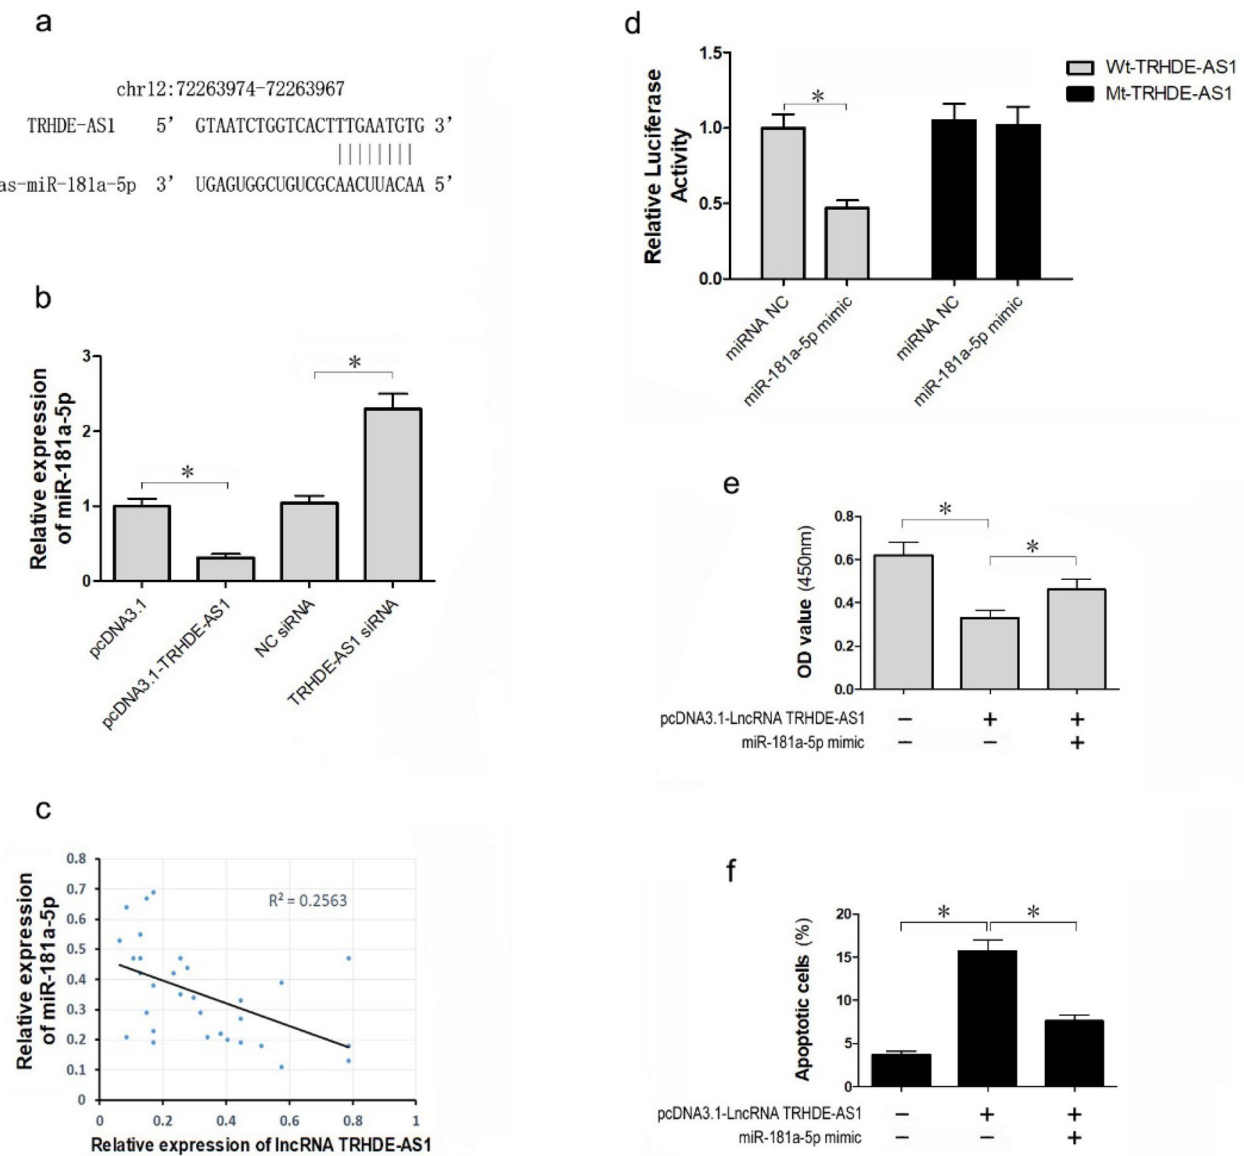 a
chr12:72263974-72263967
TRHDE-AS1 5' GTAATCTGGTCACTTTGAATGTG 3'
as-miR-181a-5p 3' UGAGUGGCUGUCGCAACUUACAA 5'
b
Relative expression
of miR-181a-5p
3
2
1
0
*
*
pcDNA3.1
pcDNA3.1-TRHDE-AS1
NC siRNA
TRHDE-AS1 siRNA
c
Relative expression
of miR-181a-5p
0.8
0.7
0.6
0.5
0.4
0.3
0.2
0.1
0
R² = 0.2563
0 0.2 0.4 0.6 0.8 1
Relative expression of lncRNA TRHDE-AS1
d
Relative Luciferase
Activity
1.5
1.0
0.5
0.0
*
Wt-TRHDE-AS1
Mt-TRHDE-AS1
miRNA NC
miR-181a-5p mimic
miRNA NC
miR-181a-5p mimic
e
OD value (450nm)
0.8
0.6
0.4
0.2
0.0
*
*
pcDNA3.1-LncRNA TRHDE-AS1 − + +
miR-181a-5p mimic − − +
f
Apoptotic cells (%)
20
15
10
5
0
*
*
pcDNA3.1-LncRNA TRHDE-AS1 − + +
miR-181a-5p mimic − − +